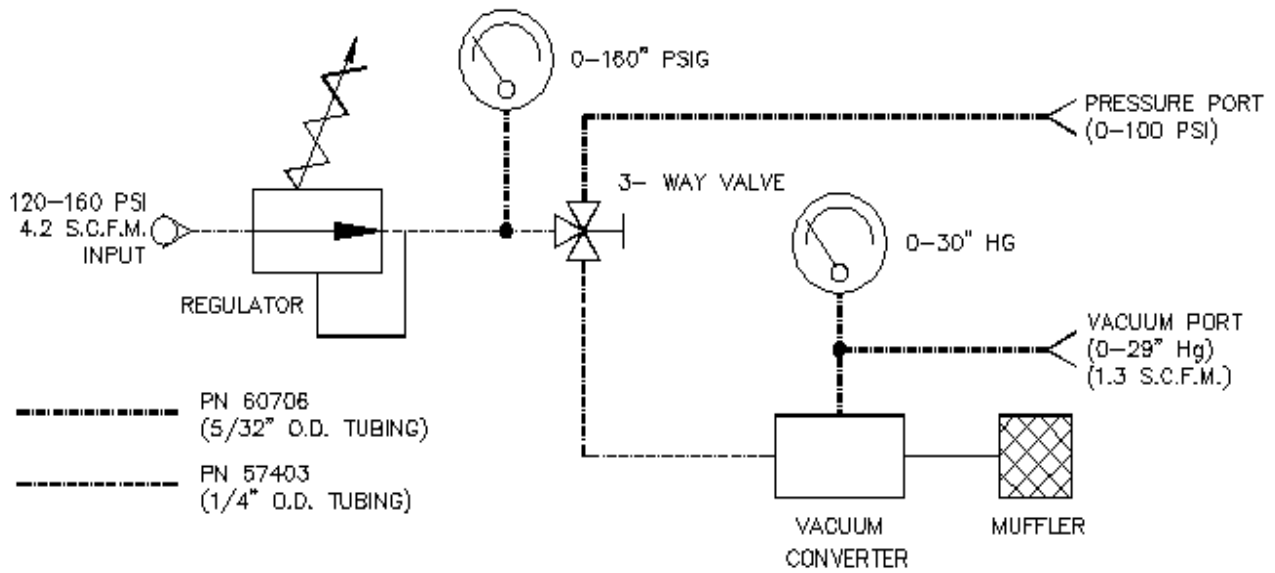 0-160" PSIG
PRESSURE PORT
(0-100 PSI)
3- WAY VALVE
120-160 PSI
4.2 S.C.F.M.
INPUT
0-30" HG
REGULATOR
VACUUM PORT
(0-29" Hg)
(1.3 S.C.F.M.)
PN 60706
(5/32" O.D. TUBING)
PN 57403
(1/4" O.D. TUBING)
VACUUM
CONVERTER
MUFFLER